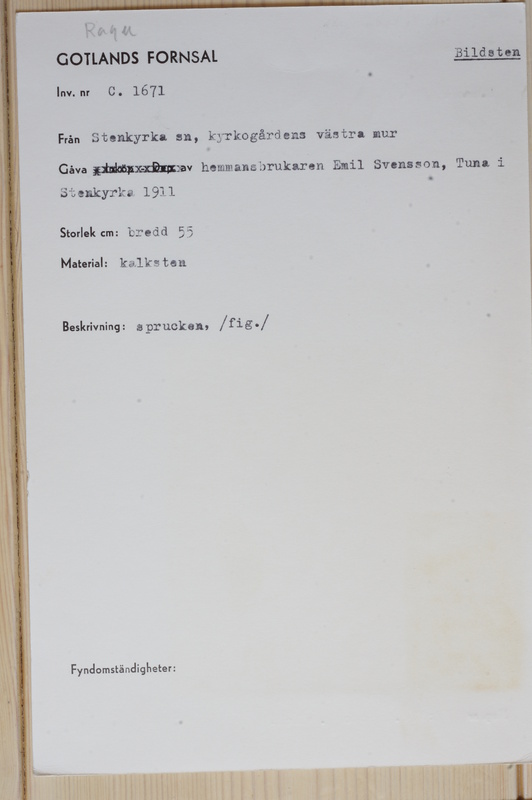 GOTLANDS FORNSAL
Bildsten
Inv. nr C. 1671
Från Stenkyrka sn, kyrkogårdens västra mur
Gåva av hemmansbrukaren Emil Svensson, Tuna i
Stenkyrka 1911
Storlek cm: bredd 55
Material: kalksten
Beskrivning: sprucken, /fig./
Fyndomständigheter: